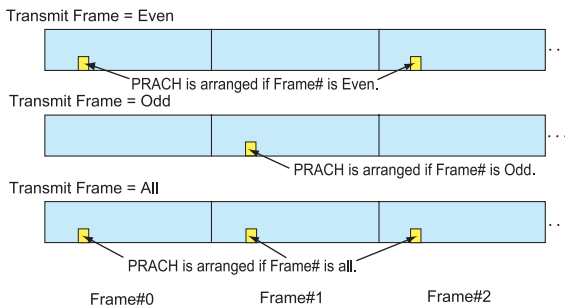 Transmit Frame = Even
. .
PRACH is arranged if Frame# is Even.
Transmit Frame = Odd
. . .
PRACH is arranged if Frame# is Odd.
Transmit Frame = All
. .
PRACH is arranged if Frame# is all.
Frame#0 Frame#1 Frame#2